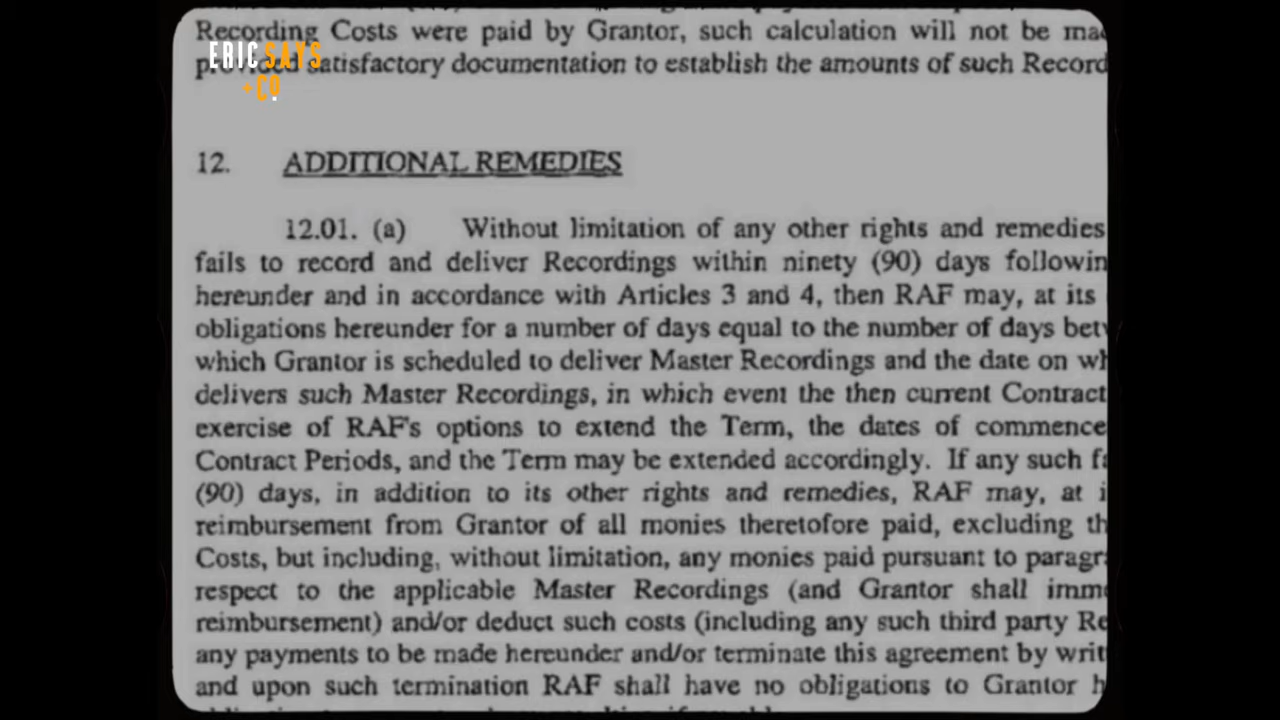 Recording Costs were paid by Grantor, such calculation will not be
provided satisfactory documentation to establish the amounts of such Record
ERIC SAYS
+CO.
12. ADDITIONAL REMEDIES
12.01. (a) Without limitation of any other rights and remedies
fails to record and deliver Recordings within ninety (90) days followin
hereunder and in accordance with Articles 3 and 4, then RAF may, at its
obligations hereunder for a number of days equal to the number of days
which Grantor is scheduled to deliver Master Recordings and the date on
delivers such Master Recordings, in which event the then current Contract
exercise of RAF's options to extend the Term, the dates of commence
Contract Periods, and the Term may be extended accordingly. If any such
(90) days, in addition to its other rights and remedies, RAF may, at
reimbursement from Grantor of all monies theretofore paid, excluding th
Costs, but including, without limitation, any monies paid pursuant to paragr
respect to the applicable Master Recordings (and Grantor shall imm
reimbursement) and/or deduct such costs (including any such third party Re
any payments to be made hereunder and/or terminate this agreement by writ
and upon such termination RAF shall have no obligations to Grantor h